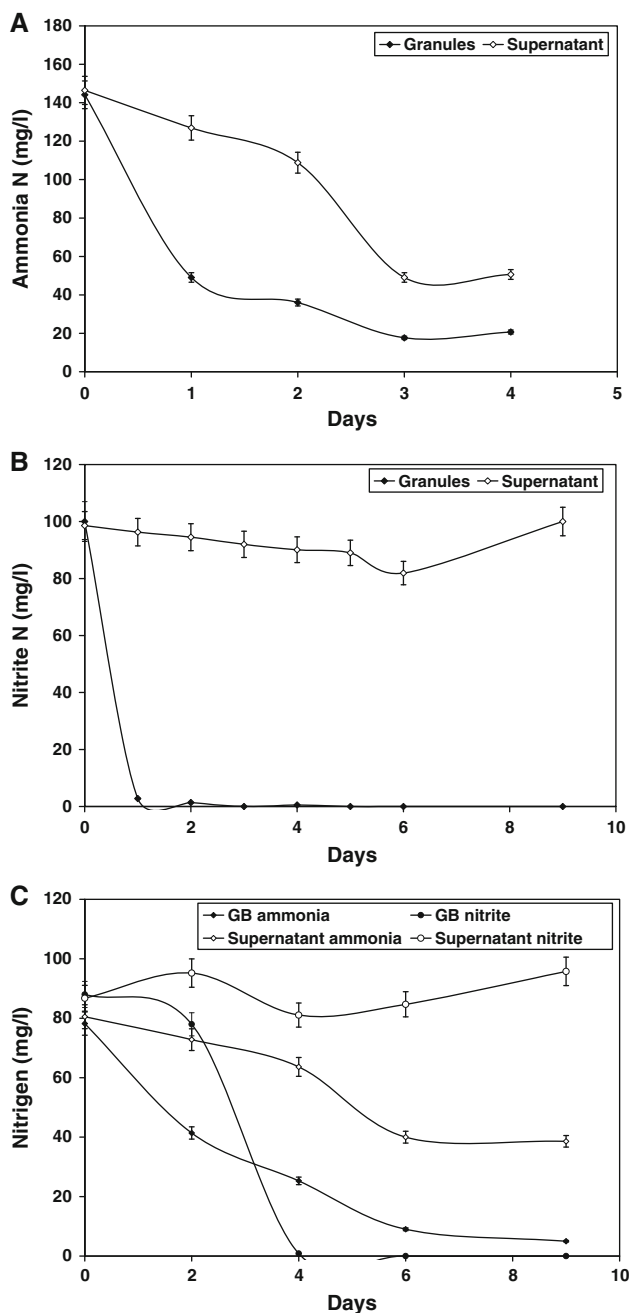 A
Granules Supernatant
Ammonia N (mg/l)
180
160
140
120
100
80
60
40
20
0
0 1 2 3 4 5
Days
B
Granules Supernatant
Nitrite N (mg/l)
120
100
80
60
40
20
0
0 2 4 6 8 10
Days
C
GB ammonia GB nitrite
Supernatant ammonia Supernatant nitrite
Nitrigen (mg/l)
120
100
80
60
40
20
0
0 2 4 6 8 10
Days